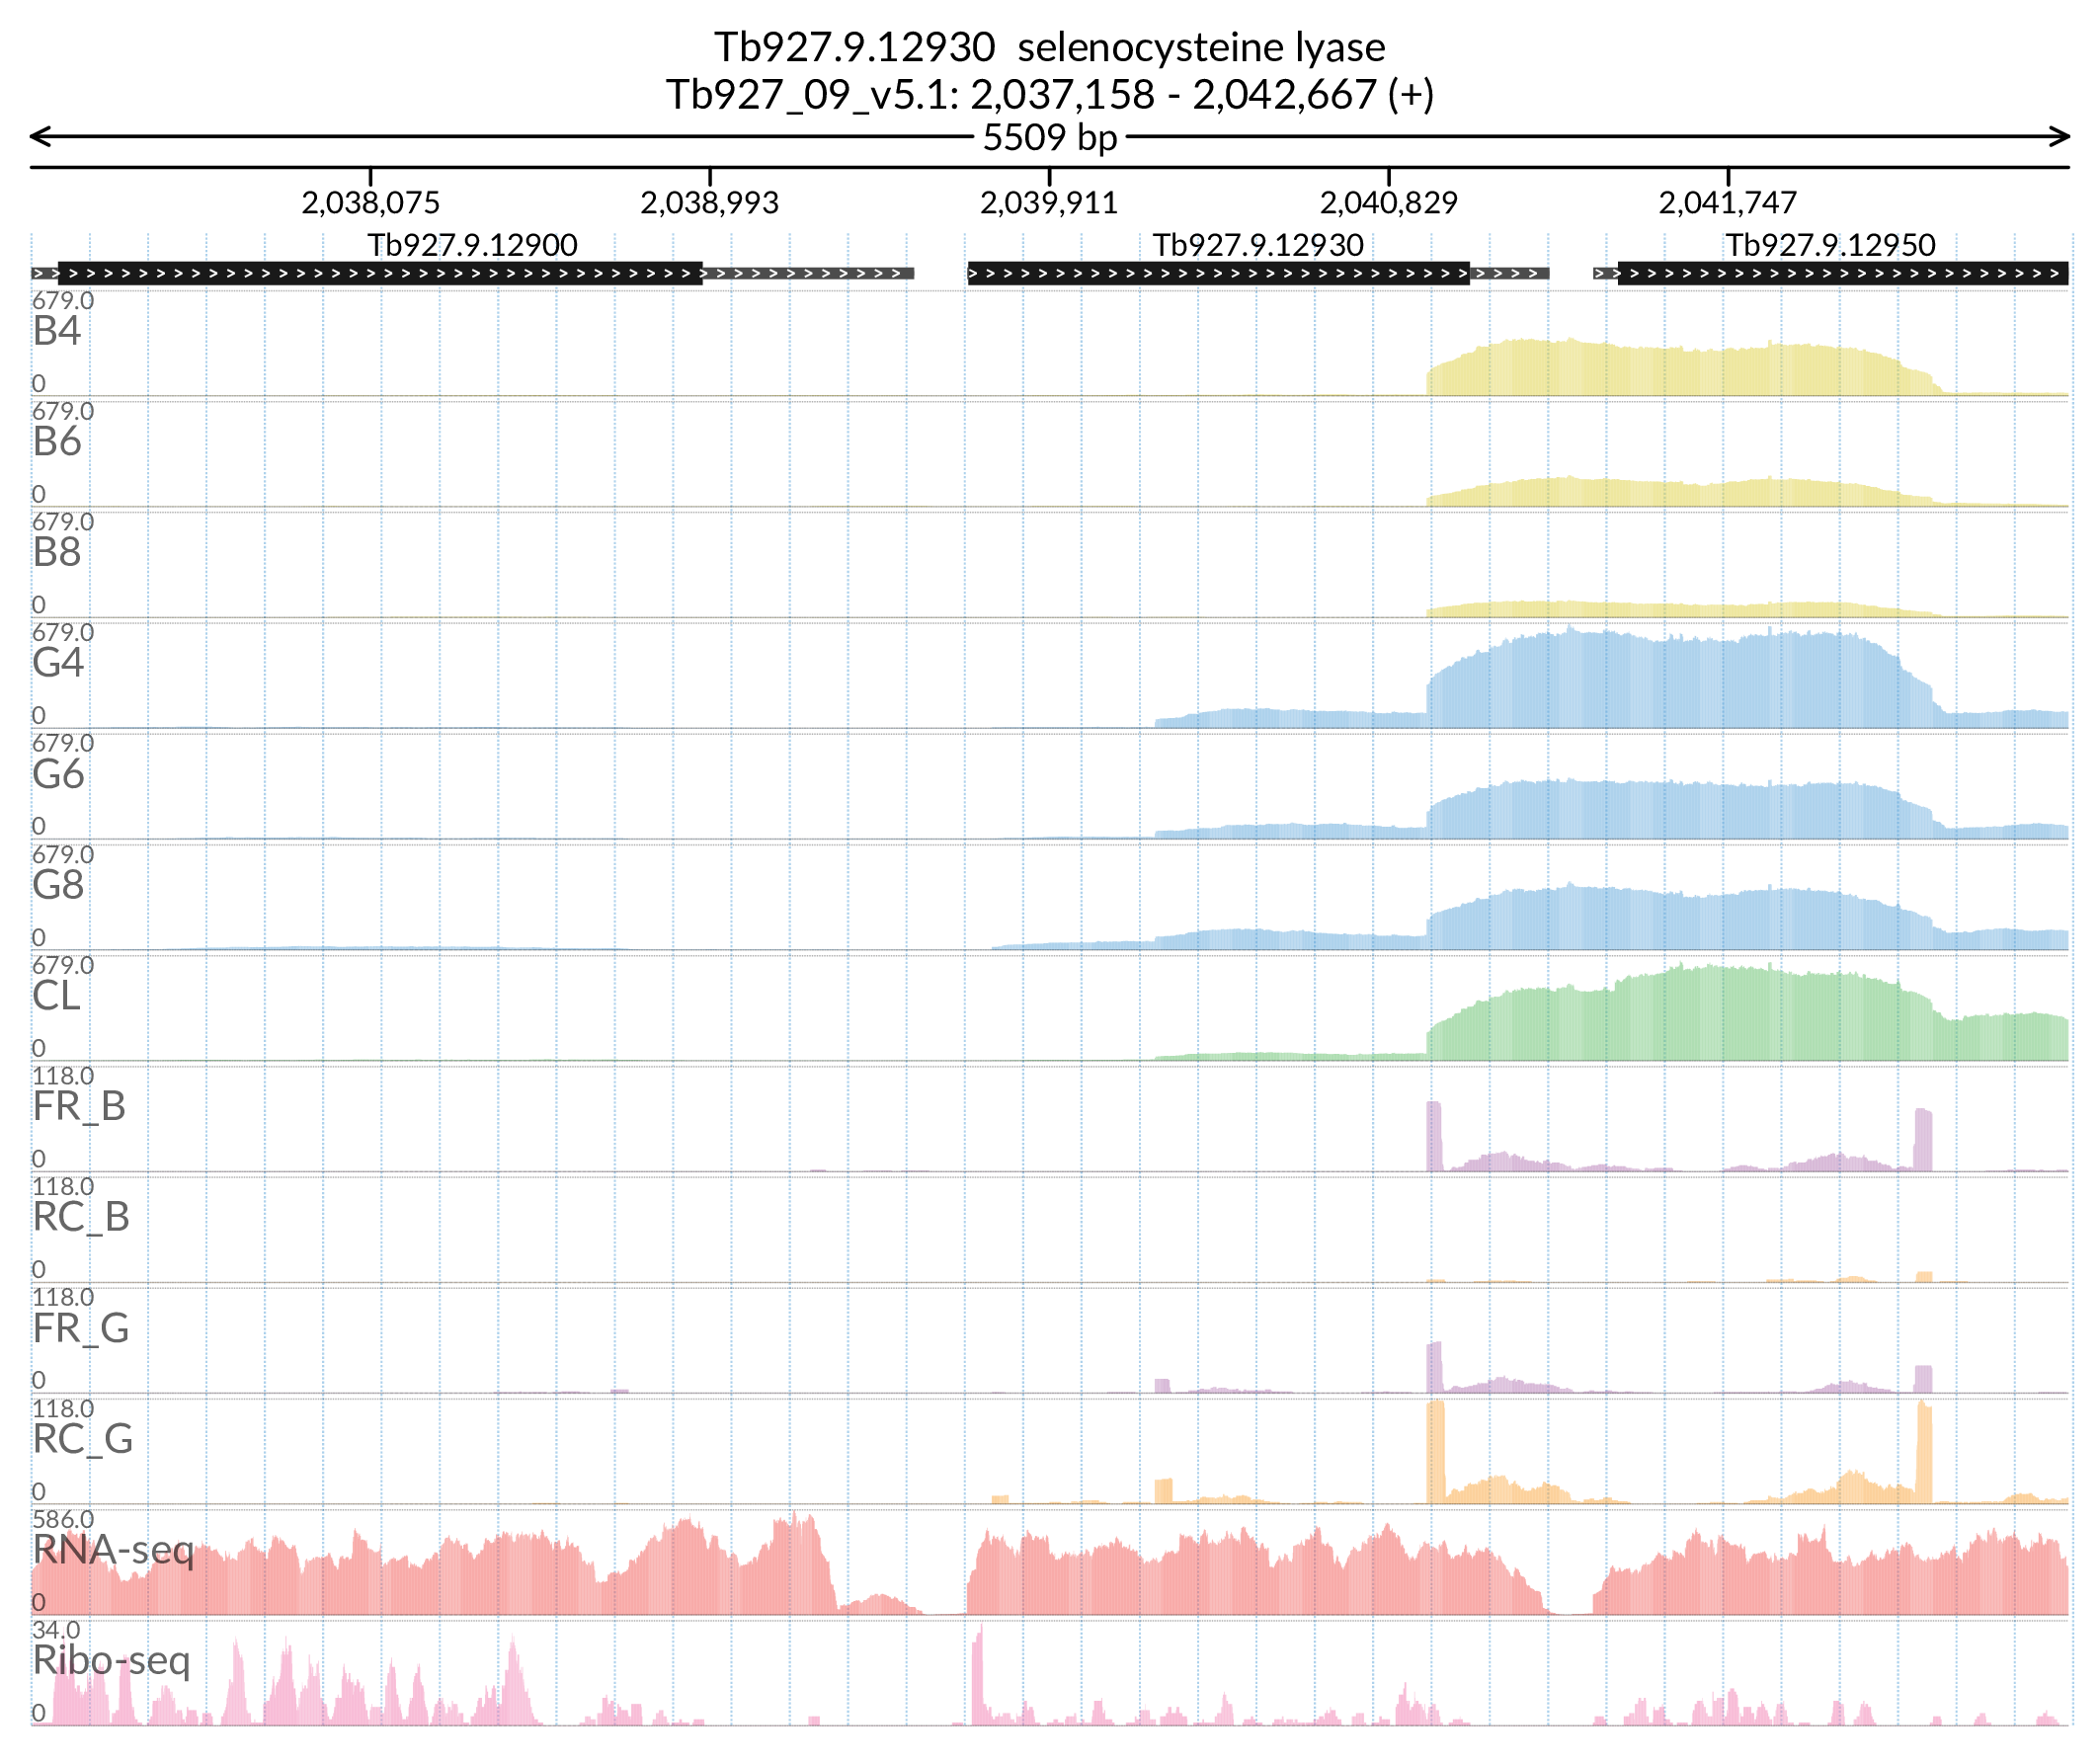 Tb927.9.12930 selenocysteine lyase
Tb927_09_v5.1: 2,037,158 - 2,042,667 (+)
5509 bp
2,038,075 2,038,993 2,039,911 2,040,829 2,041,747
Tb927.9.12900 Tb927.9.12930 Tb927.9.12950
679.0
B4
0
679.0
B6
0
679.0
B8
0
679.0
G4
0
679.0
G6
0
679.0
G8
0
679.0
CL
0
118.0
FR_B
0
118.0
RC_B
0
118.0
FR_G
0
118.0
RC_G
0
586.0
RNA-seq
0
34.0
Ribo-seq
0